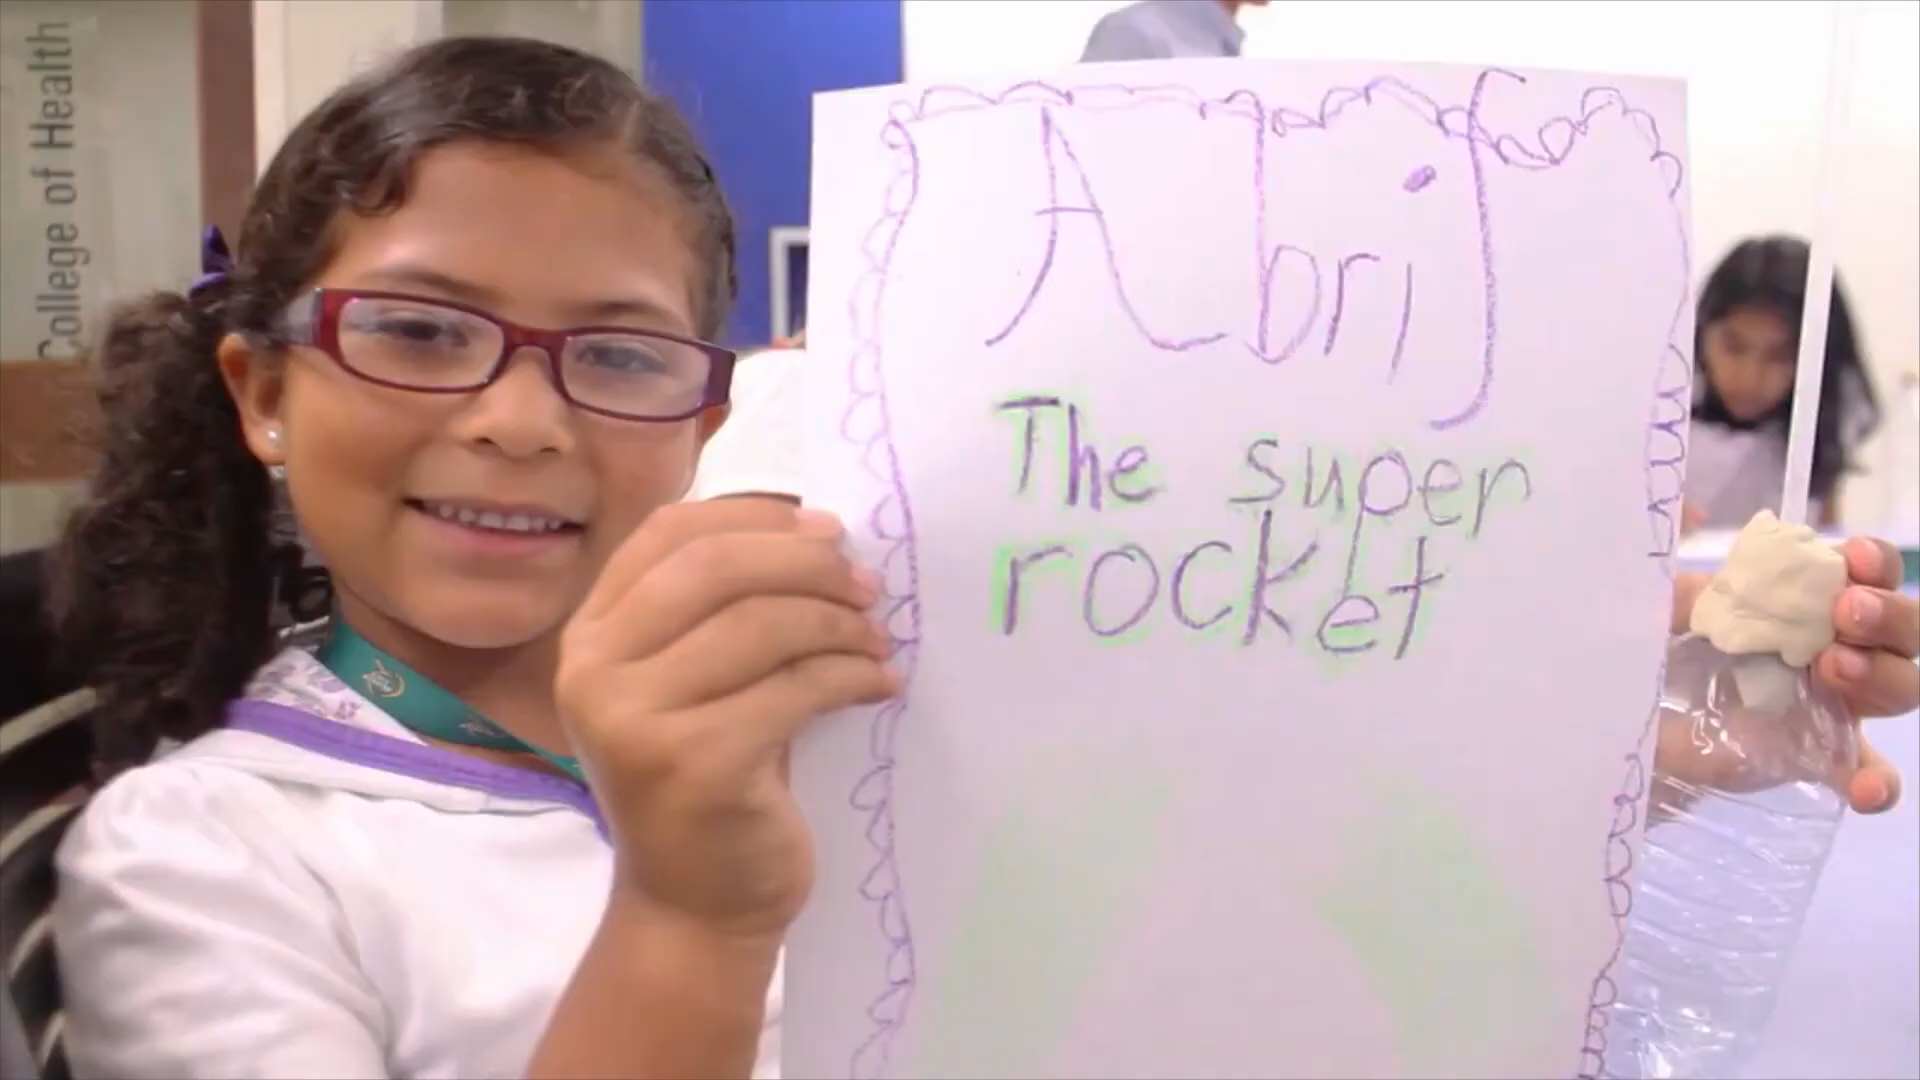 College of Health
Abril
The super
rocket